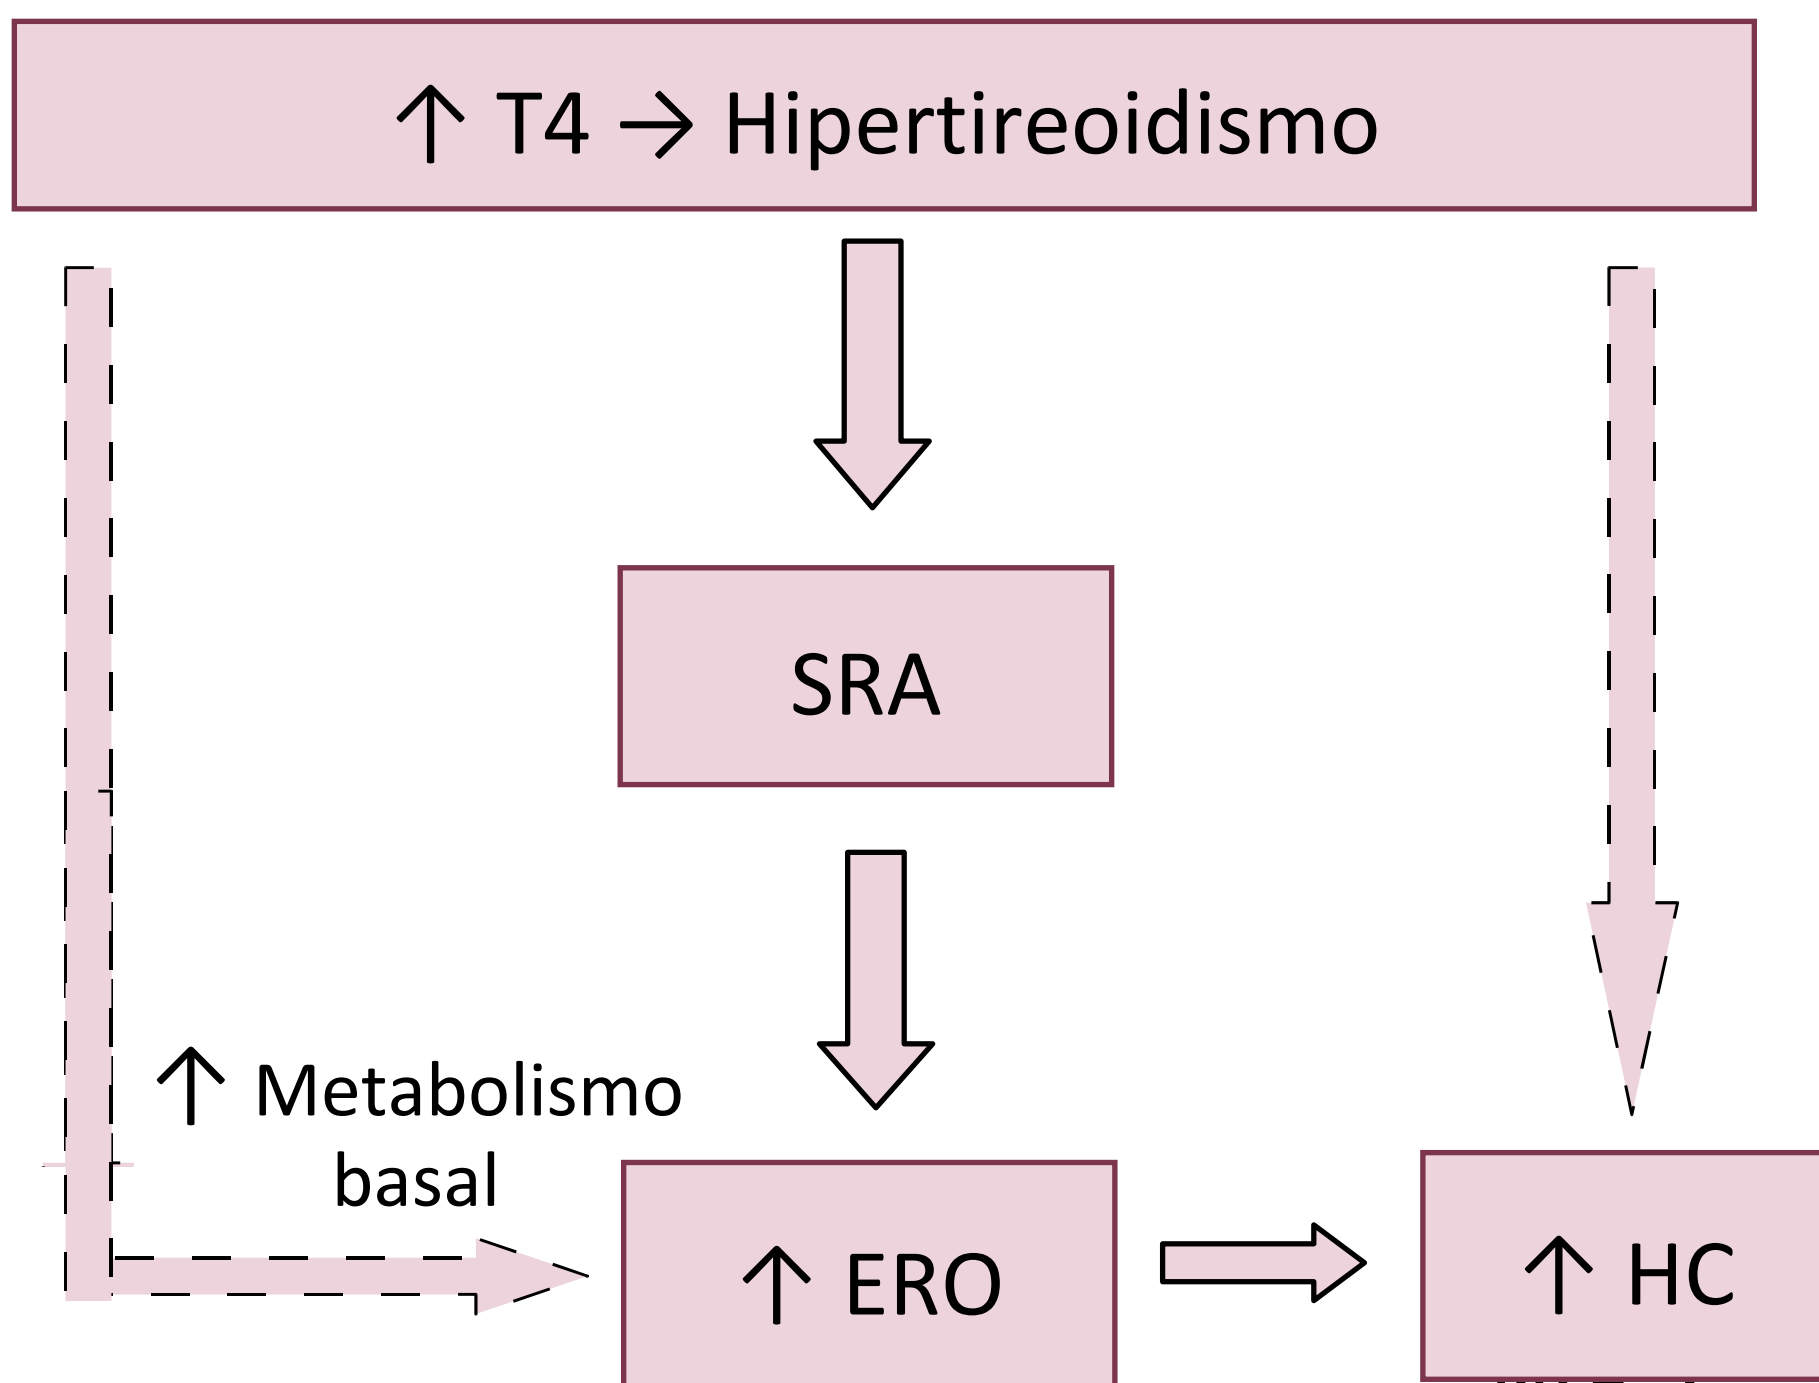 ↑ T4 → Hipertireoidismo
SRA
↑ Metabolismo
basal
↑ ERO
↑ HC